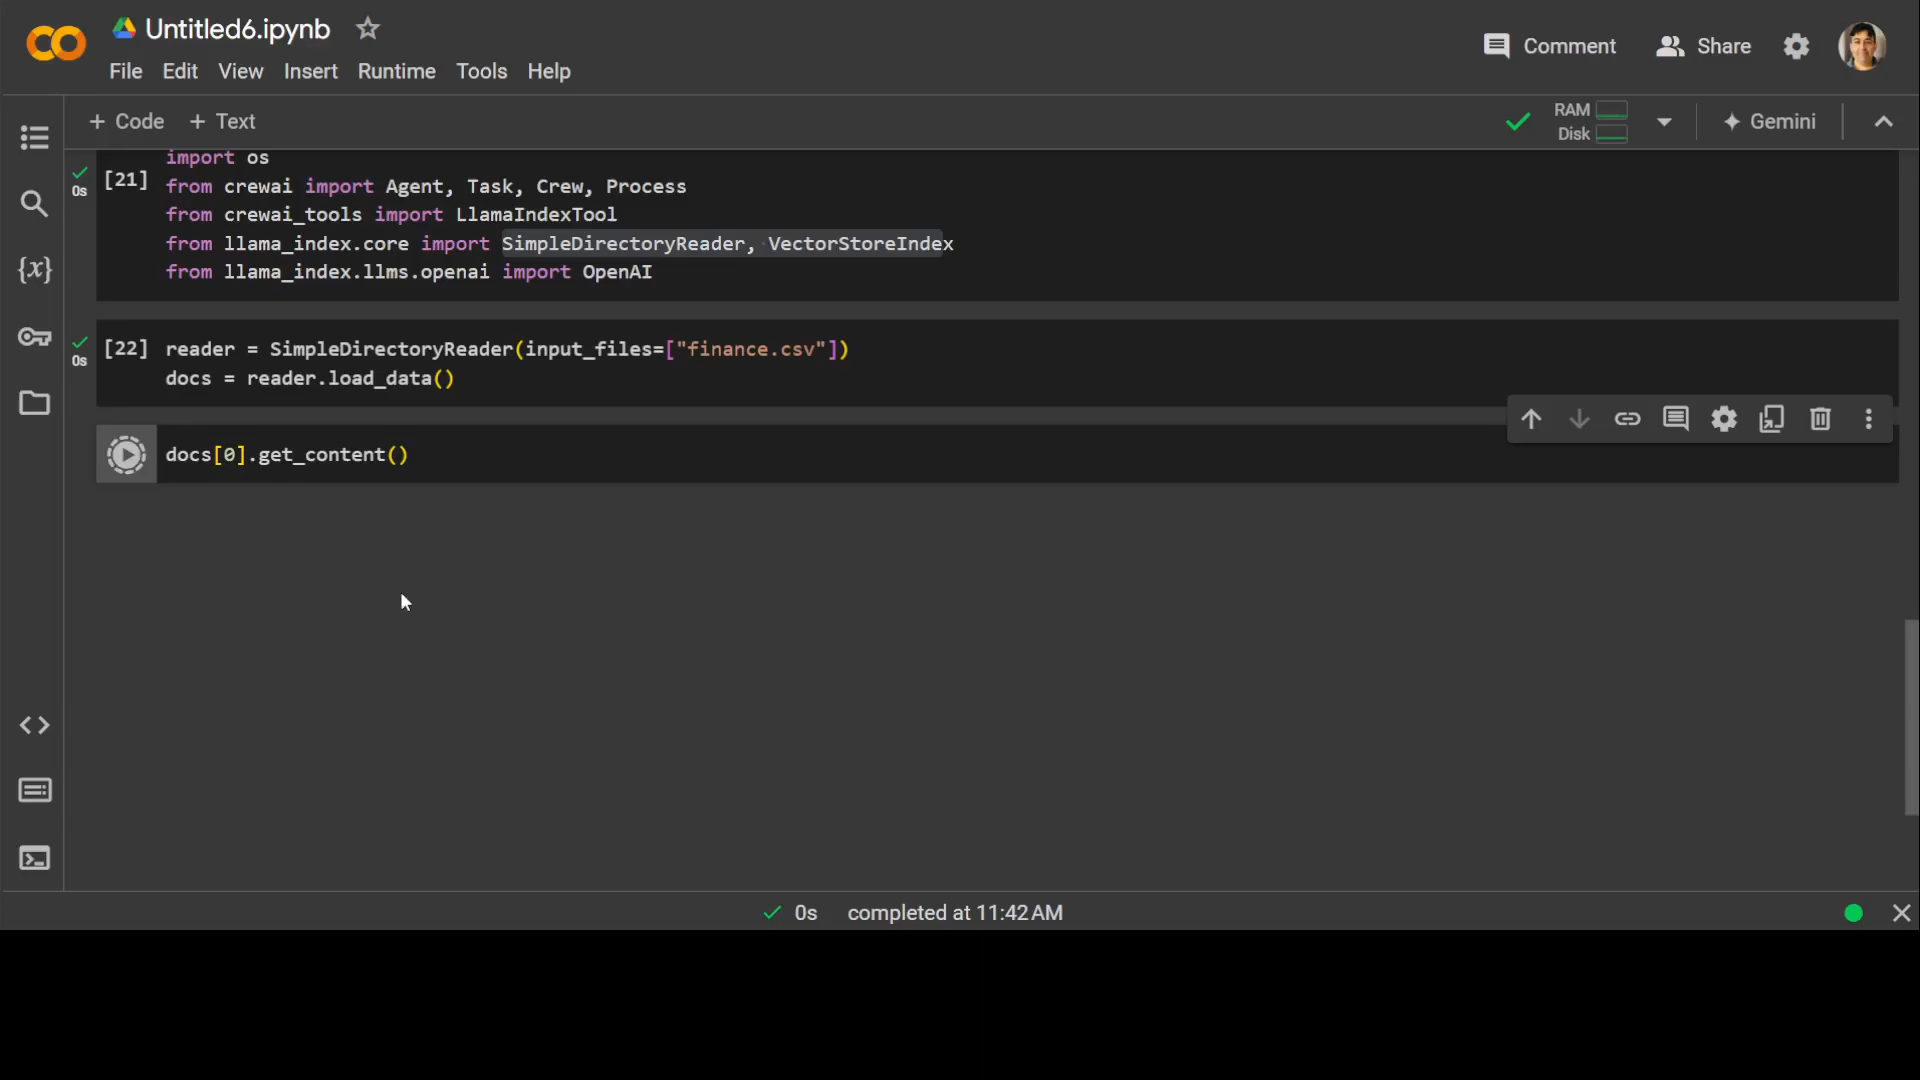 Untitled6.ipynb
Comment
Share
File Edit View Insert Runtime Tools Help
+ Code + Text
RAM
Disk
Gemini
import os
0s
[21]
from crewai import Agent, Task, Crew, Process
from crewai_tools import LlamaIndexTool
from llama_index.core import SimpleDirectoryReader, VectorStoreIndex
from llama_index.llms.openai import OpenAI
0s
[22] reader = SimpleDirectoryReader(input_files=["finance.csv"])
docs = reader.load_data()
docs[0].get_content()
{x}
0s completed at 11:42 AM